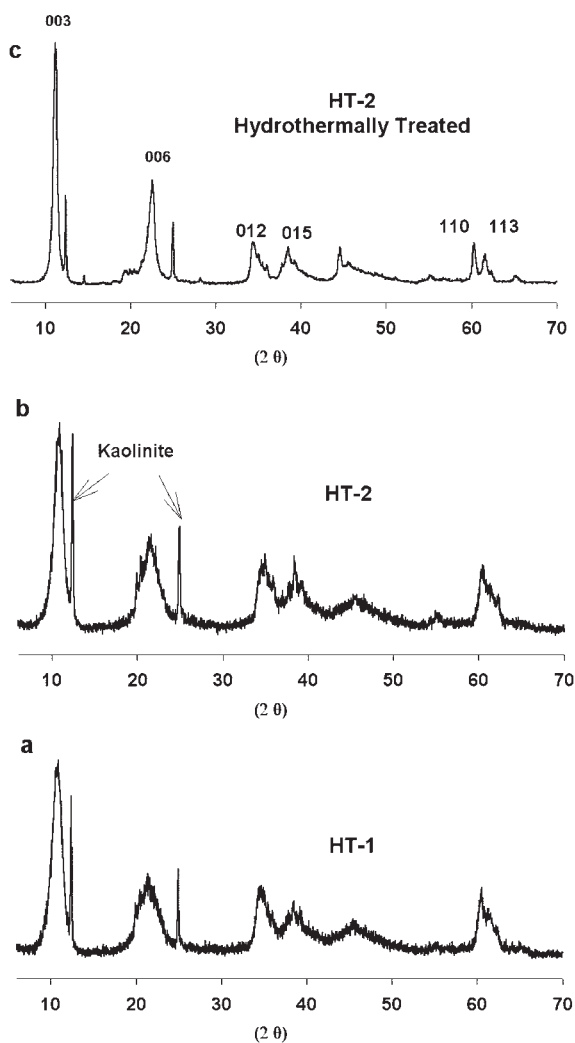 003
c
HT-2
Hydrothermally Treated
006
012 015
110 113
10 20 30 40 50 60 70
(2 θ)
b
Kaolinite
HT-2
10 20 30 40 50 60 70
(2 θ)
a
HT-1
10 20 30 40 50 60 70
(2 θ)